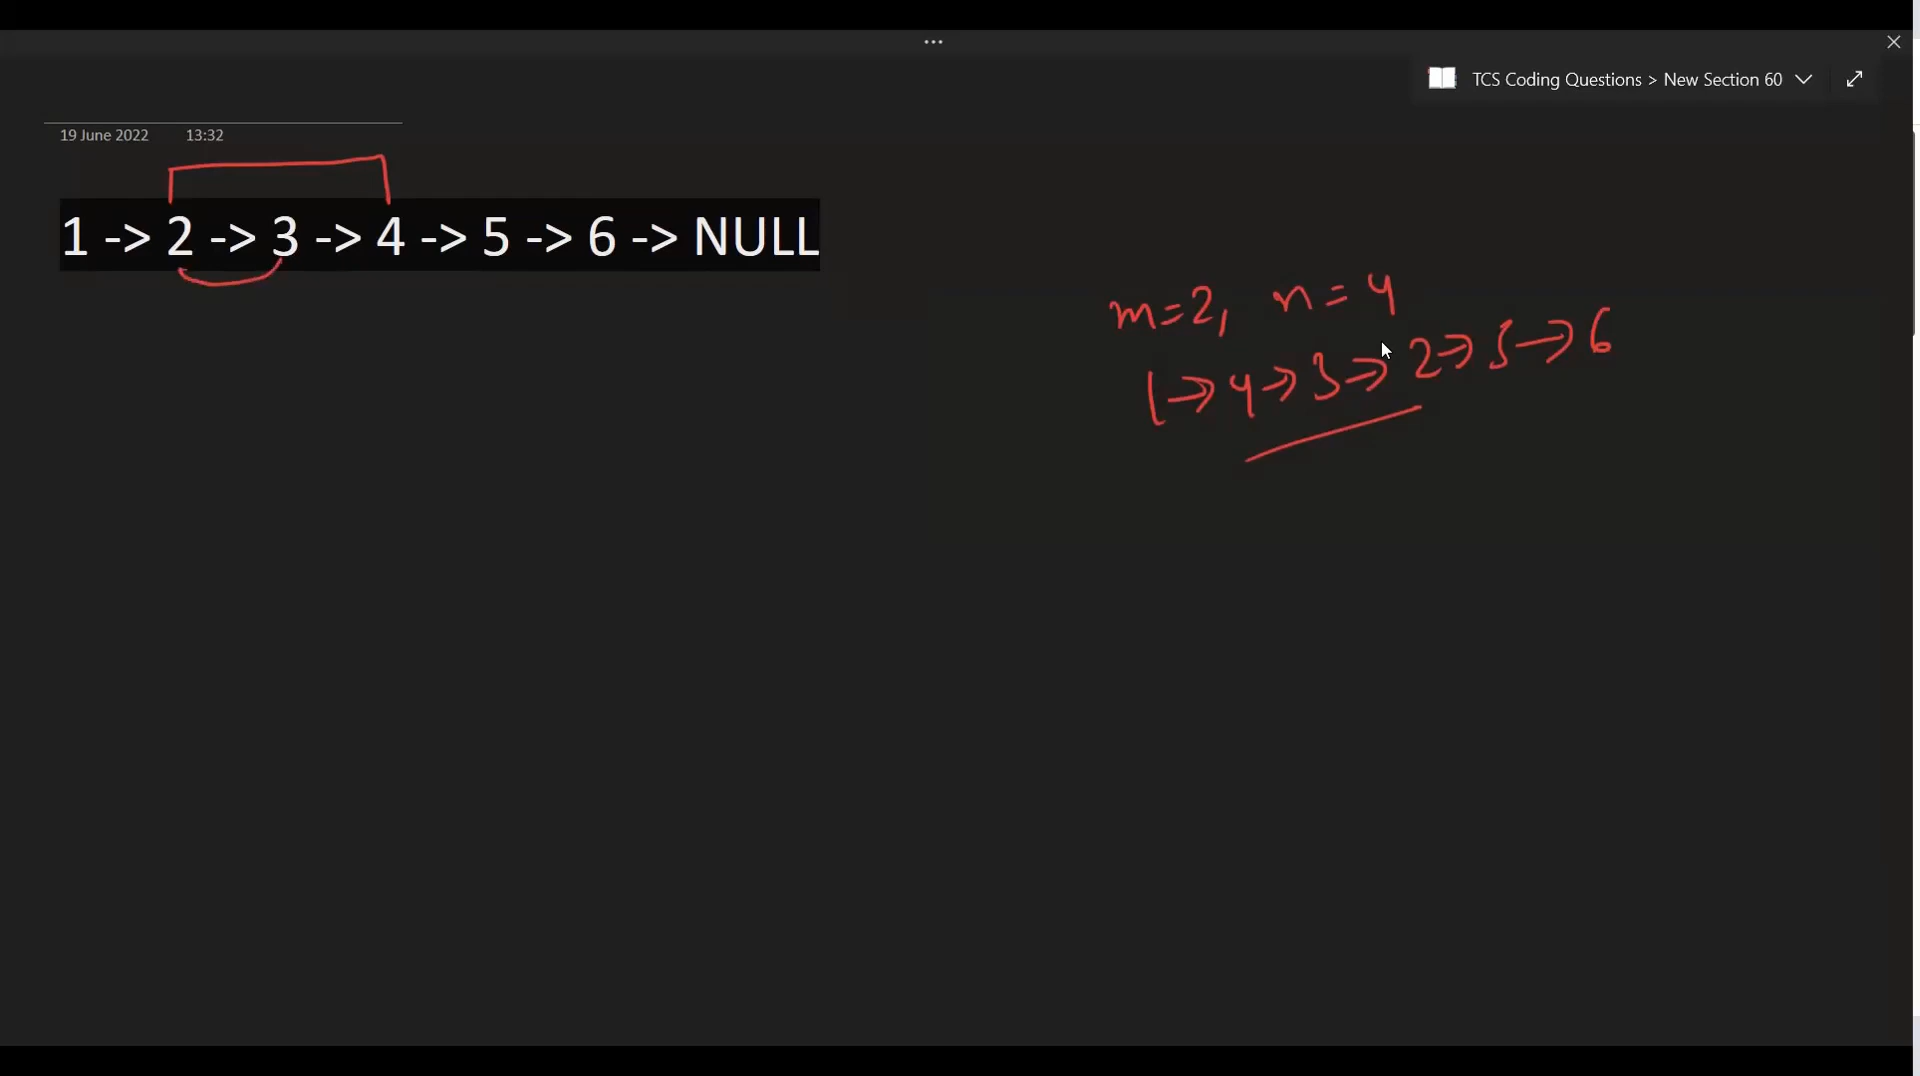 TCS Coding Questions > New Section 60
19 June 2022 13:32
1 -> 2 -> 3 -> 4 -> 5 -> 6 -> NULL
m=2, n=4
1→4→3→2→5→6